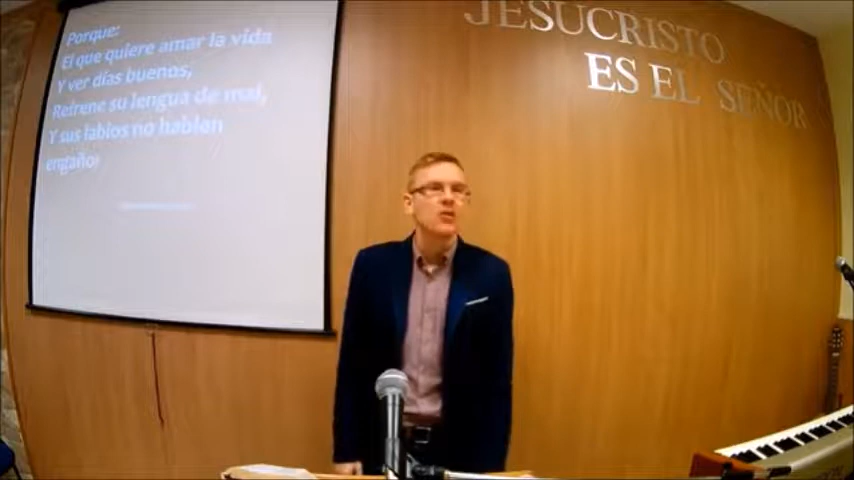 Porque:
El que quiere amar la vida
Y ver días buenos,
Refrene su lengua de mal,
Y sus labios no hablen
engaño;
JESUCRISTO
ES EL SEÑOR